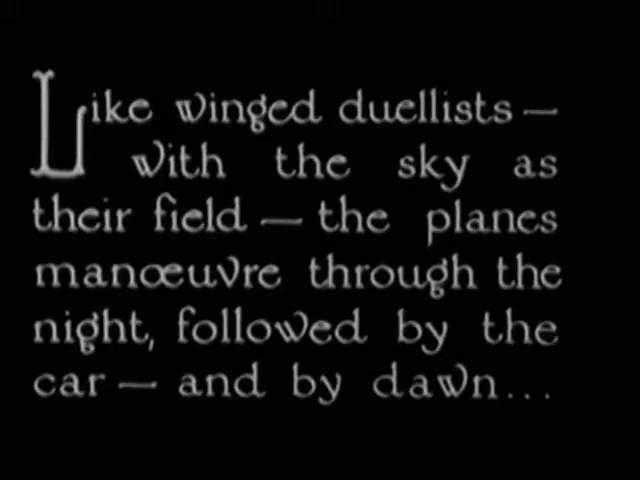 Like winged duellists —
with the sky as
their field — the planes
manœuvre through the
night, followed by the
car — and by dawn...